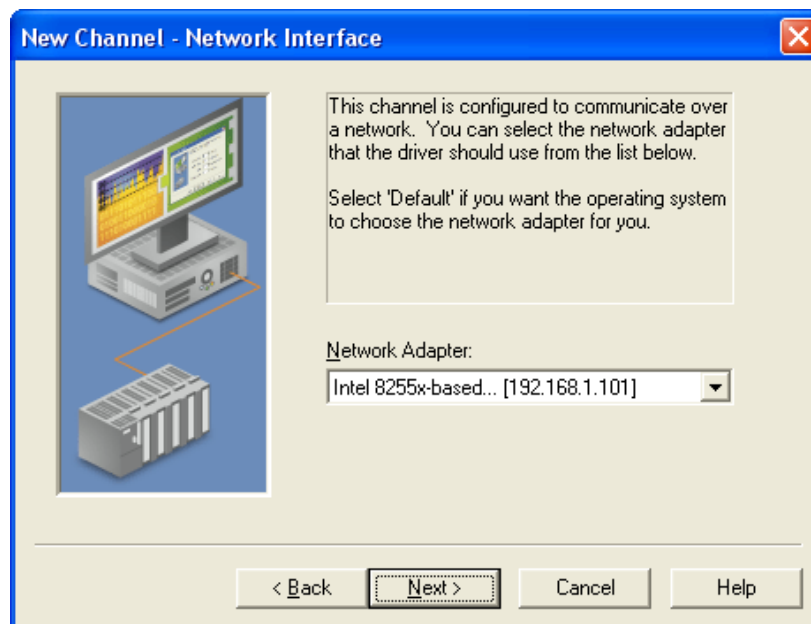 New Channel - Network Interface
This channel is configured to communicate over
a network.  You can select the network adapter
that the driver should use from the list below.
Select 'Default' if you want the operating system
to choose the network adapter for you.
Network Adapter:
Intel 8255x-based... [192.168.1.101]
< Back Next > Cancel Help